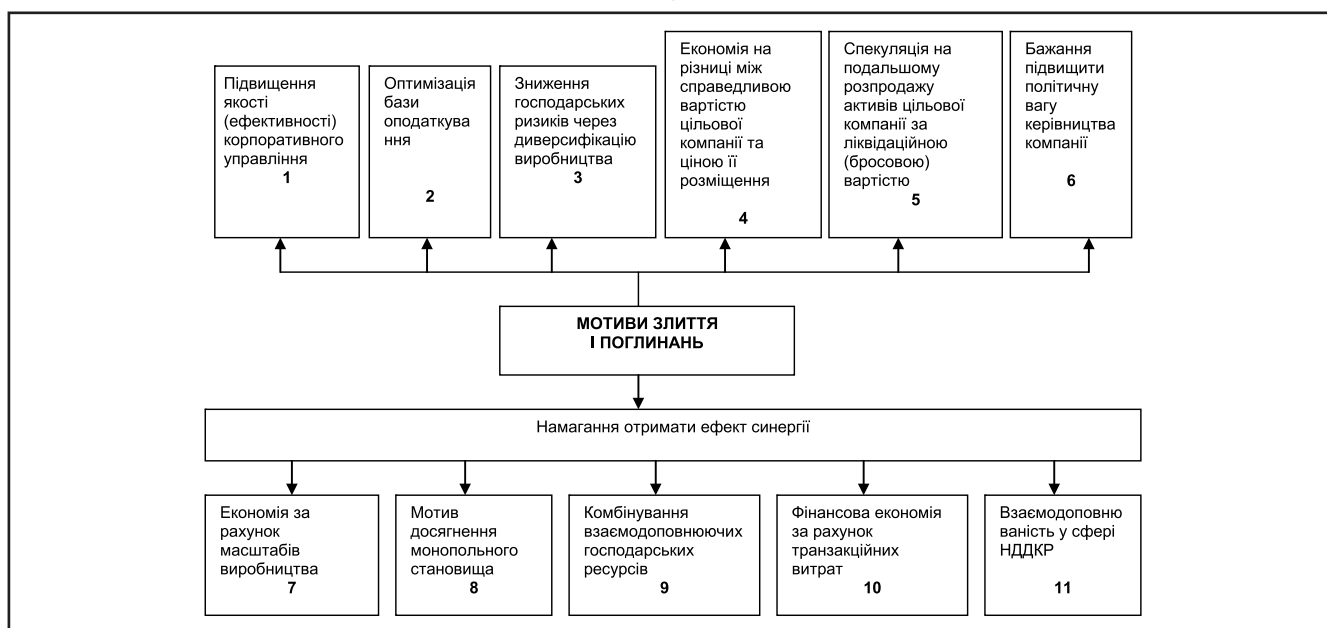 Підвищення
якості
(ефективності)
корпоративного
управління
1
Оптимізація
бази
оподаткува
ння
2
Зниження
господарських
ризиків через
диверсифікацію
виробництва
3
Економія на
різниці між
справедливою
вартістю
цільової
компанії та
ціною її
розміщення
4
Спекуляція на
подальшому
розпродажу
активів цільової
компанії за
ліквідаційною
(бросовою)
вартістю
5
Бажання
підвищити
політичну
вагу
керівництва
компанії
6
МОТИВИ ЗЛИТТЯ
І ПОГЛИНАНЬ
Намагання отримати ефект синергії
Економія за
рахунок
масштабів
виробництва
7
Мотив
досягнення
монопольного
становища
8
Комбінування
взаємодоповнюючих
господарських
ресурсів
9
Фінансова економія
за рахунок
транзакційних
витрат
10
Взаємодоповню
ваність у сфері
НДДКР
11